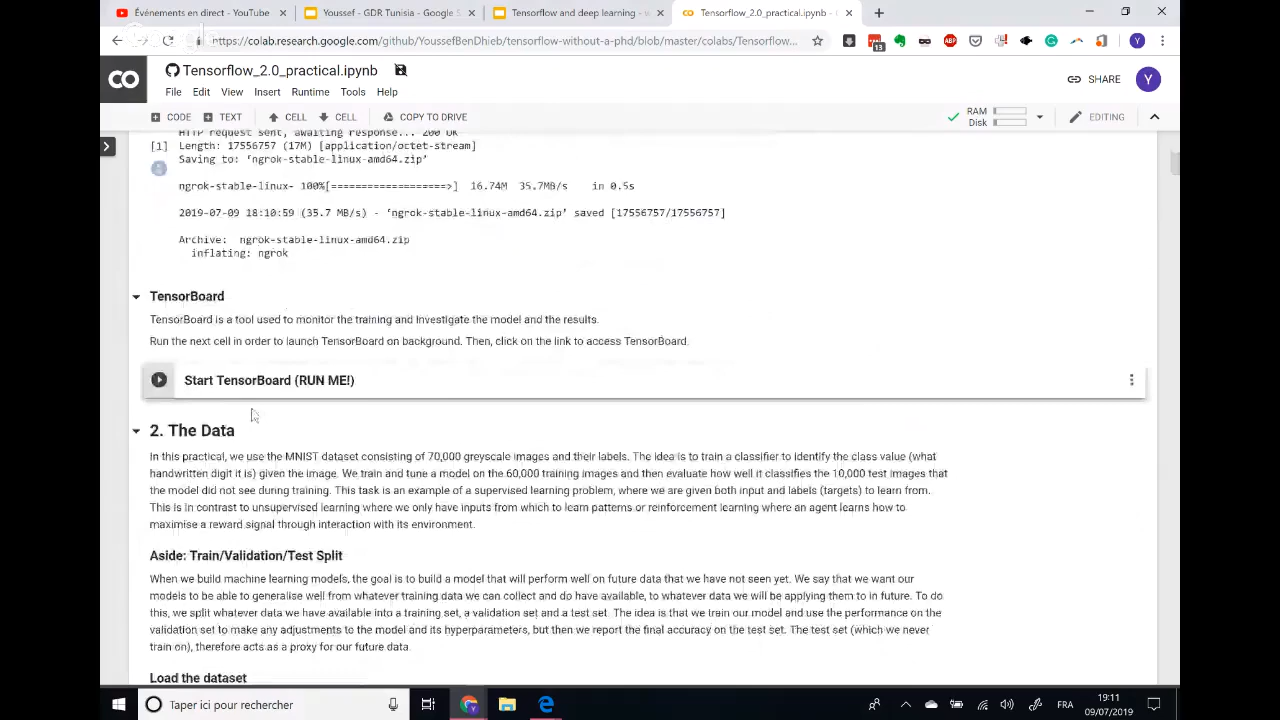 Événements en direct - YouTube
Youssef - GDR Tunisia - Google S
Tensorflow and deep learning - w
Tensorflow_2.0_practical.ipynb -
https://colab.research.google.com/github/YoussefBenDhieb/tensorflow-without-a-phd/blob/master/colabs/Tensorflow...
13
ABP
Y
CO
Tensorflow_2.0_practical.ipynb
SHARE
Y
File Edit View Insert Runtime Tools Help
CODE TEXT CELL CELL COPY TO DRIVE
RAM
Disk
EDITING
HTTP request sent, awaiting response... 200 OK
[1] Length: 17556757 (17M) [application/octet-stream]
Saving to: ‘ngrok-stable-linux-amd64.zip’
ngrok-stable-linux- 100%[===================>] 16.74M 35.7MB/s in 0.5s
2019-07-09 18:10:59 (35.7 MB/s) - ‘ngrok-stable-linux-amd64.zip’ saved [17556757/17556757]
Archive: ngrok-stable-linux-amd64.zip
inflating: ngrok
TensorBoard
TensorBoard is a tool used to monitor the training and investigate the model and the results.
Run the next cell in order to launch TensorBoard on background. Then, click on the link to access TensorBoard.
Start TensorBoard (RUN ME!)
2. The Data
In this practical, we use the MNIST dataset consisting of 70,000 greyscale images and their labels. The idea is to train a classifier to identify the class value (what
handwritten digit it is) given the image. We train and tune a model on the 60,000 training images and then evaluate how well it classifies the 10,000 test images that
the model did not see during training. This task is an example of a supervised learning problem, where we are given both input and labels (targets) to learn from.
This is in contrast to unsupervised learning where we only have inputs from which to learn patterns or reinforcement learning where an agent learns how to
maximise a reward signal through interaction with its environment.
Aside: Train/Validation/Test Split
When we build machine learning models, the goal is to build a model that will perform well on future data that we have not seen yet. We say that we want our
models to be able to generalise well from whatever training data we can collect and do have available, to whatever data we will be applying them to in future. To do
this, we split whatever data we have available into a training set, a validation set and a test set. The idea is that we train our model and use the performance on the
validation set to make any adjustments to the model and its hyperparameters, but then we report the final accuracy on the test set. The test set (which we never
train on), therefore acts as a proxy for our future data.
Load the dataset
Taper ici pour rechercher
FRA
19:11
09/07/2019